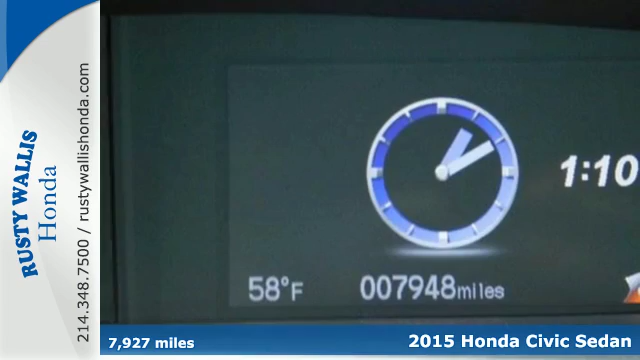 RUSTY WALLIS
Honda
214.348.7500 / rustywallishonda.com
1:10
58°F
007948miles
7,927 miles
2015 Honda Civic Sedan